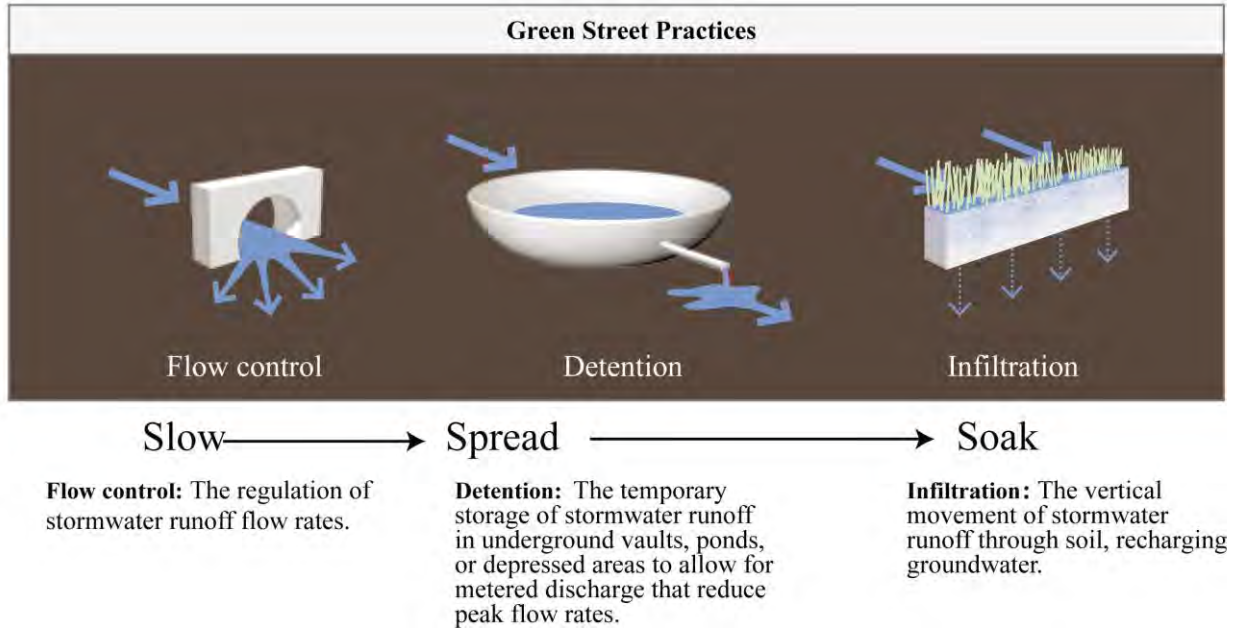 Green Street Practices
Flow control
Detention
Infiltration
Slow
Spread
Soak
Flow control: The regulation of
stormwater runoff flow rates.
Detention: The temporary
storage of stormwater runoff
in underground vaults, ponds,
or depressed areas to allow for
metered discharge that reduce
peak flow rates.
Infiltration: The vertical
movement of stormwater
runoff through soil, recharging
groundwater.